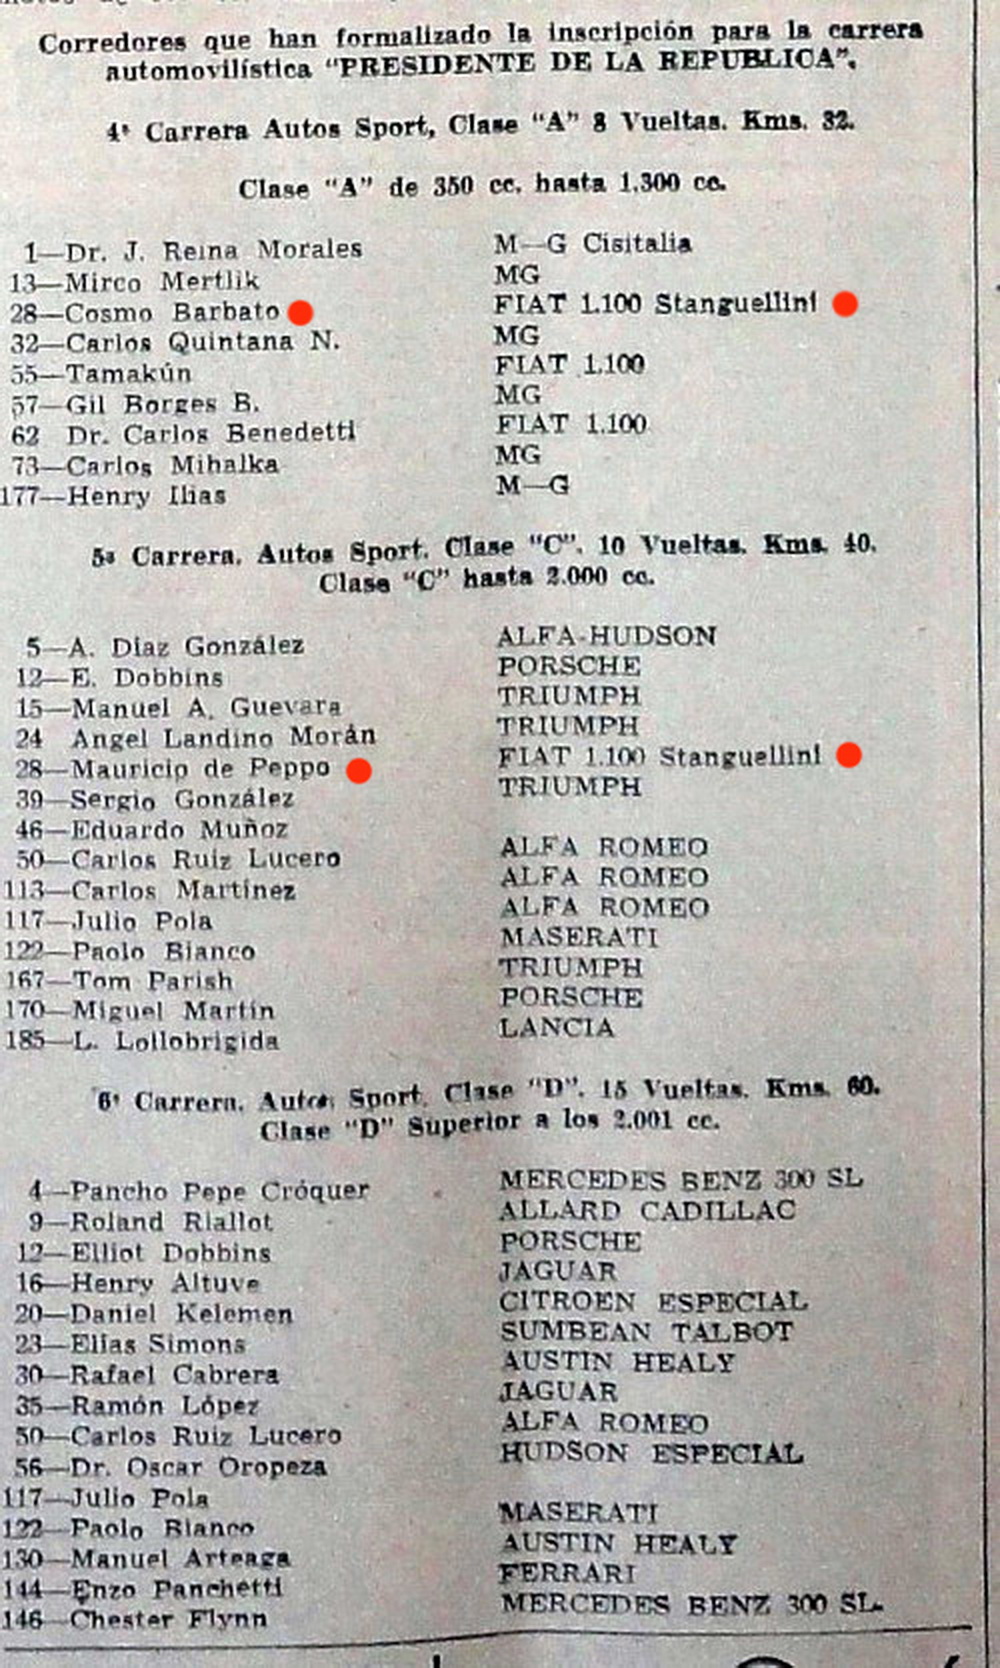 Corredores que han formalizado la inscripción para la carrera
automovilística "PRESIDENTE DE LA REPUBLICA".
4ª Carrera Autos Sport, Clase "A" 8 Vueltas. Kms. 32.
Clase "A" de 350 cc. hasta 1.300 cc.
1—Dr. J. Reina Morales M—G Cisitalia
13—Mirco Mertlik MG
28—Cosmo Barbato FIAT 1.100 Stanguellini
32—Carlos Quintana N. MG
55—Tamakún FIAT 1.100
57—Gil Borges B. MG
62 Dr. Carlos Benedetti FIAT 1.100
73—Carlos Mihalka MG
177—Henry Ilias M—G
5ª Carrera. Autos Sport. Clase "C". 10 Vueltas. Kms. 40.
Clase "C" hasta 2.000 cc.
5—A. Diaz González ALFA-HUDSON
12—E. Dobbins PORSCHE
15—Manuel A. Guevara TRIUMPH
24 Angel Landino Morán TRIUMPH
28—Mauricio de Peppo FIAT 1.100 Stanguellini
39—Sergio González TRIUMPH
46—Eduardo Muñoz
50—Carlos Ruiz Lucero ALFA ROMEO
113—Carlos Martínez ALFA ROMEO
117—Julio Pola ALFA ROMEO
122—Paolo Bianco MASERATI
167—Tom Parish TRIUMPH
170—Miguel Martín PORSCHE
185—L. Lollobrigida LANCIA
6ª Carrera. Autos Sport. Clase "D". 15 Vueltas. Kms. 60.
Clase "D" Superior a los 2.001 cc.
4—Pancho Pepe Cróquer MERCEDES BENZ 300 SL
9—Roland Riallot ALLARD CADILLAC
12—Elliot Dobbins PORSCHE
16—Henry Altuve JAGUAR
20—Daniel Kelemen CITROEN ESPECIAL
23—Elias Simons SUMBEAN TALBOT
30—Rafael Cabrera AUSTIN HEALY
35—Ramón López JAGUAR
50—Carlos Ruiz Lucero ALFA ROMEO
56—Dr. Oscar Oropeza HUDSON ESPECIAL
117—Julio Pola
122—Paolo Bianco MASERATI
130—Manuel Arteaga AUSTIN HEALY
144—Enzo Panchetti FERRARI
146—Chester Flynn MERCEDES BENZ 300 SL.